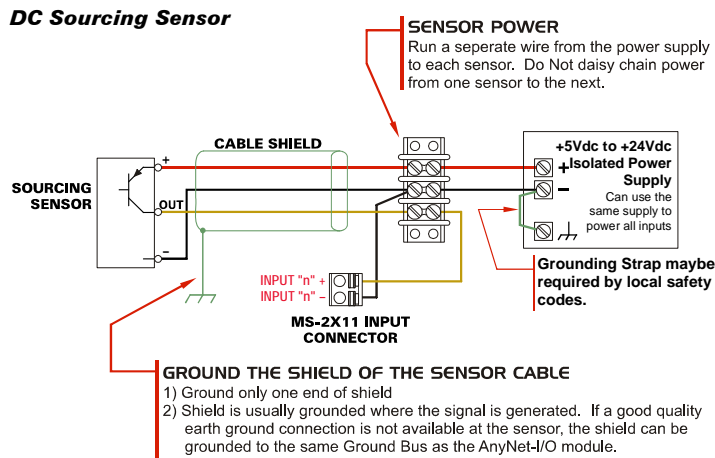 DC Sourcing Sensor
SENSOR POWER
Run a seperate wire from the power supply
to each sensor. Do Not daisy chain power
from one sensor to the next.
CABLE SHIELD
SOURCING
SENSOR
+
OUT
–
+5Vdc to +24Vdc
Isolated Power
Supply
Can use the
same supply to
power all inputs
+
–
Grounding Strap maybe
required by local safety
codes.
INPUT "n" +
INPUT "n" –
MS-2X11 INPUT
CONNECTOR
GROUND THE SHIELD OF THE SENSOR CABLE
1) Ground only one end of shield
2) Shield is usually grounded where the signal is generated. If a good quality
earth ground connection is not available at the sensor, the shield can be
grounded to the same Ground Bus as the AnyNet-I/O module.